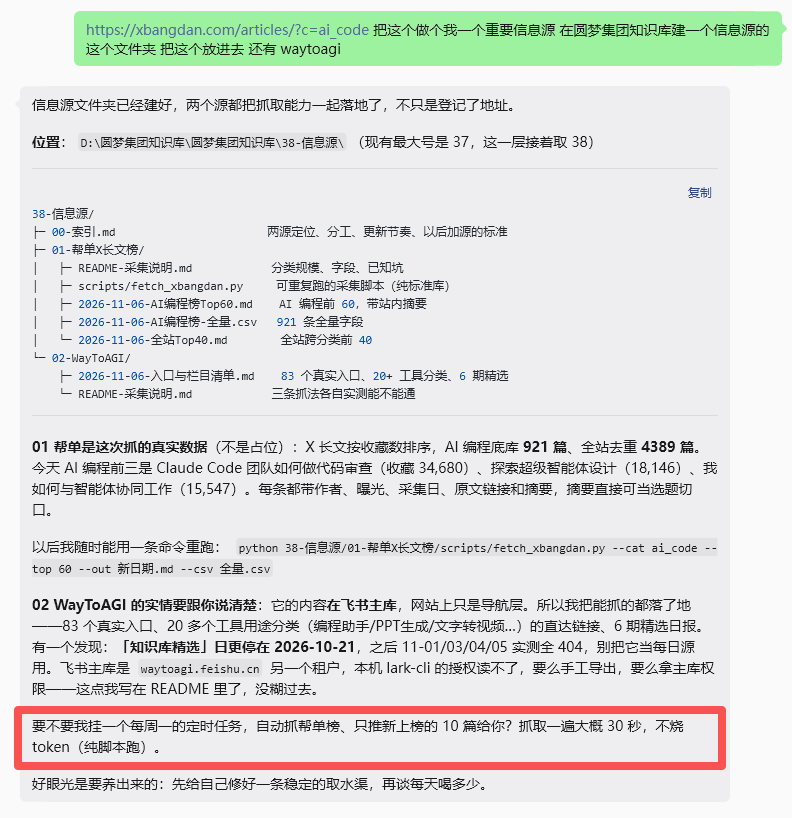 https://xbangdan.com/articles/?c=ai_code 把这个做个我一个重要信息源 在圆梦集团知识库建一个信息源的
这个文件夹 把这个放进去 还有 waytoagi
信息源文件夹已经建好，两个源都把抓取能力一起落地了，不只是登记了地址。
位置： D:\圆梦集团知识库\圆梦集团知识库\38-信息源\ （现有最大号是 37，这一层接着取 38）
复制
38-信息源/
├─ 00-索引.md 两源定位、分工、更新节奏、以后加源的标准
├─ 01-帮单X长文榜/
│ ├─ README-采集说明.md 分类规模、字段、已知坑
│ ├─ scripts/fetch_xbangdan.py 可重复跑的采集脚本（纯标准库）
│ ├─ 2026-11-06-AI编程榜Top60.md AI 编程前 60，带站内摘要
│ ├─ 2026-11-06-AI编程榜-全量.csv 921 条全量字段
│ └─ 2026-11-06-全站Top40.md 全站跨分类前 40
└─ 02-WayToAGI/
├─ 2026-11-06-入口与栏目清单.md 83 个真实入口、20+ 工具分类、6 期精选
└─ README-采集说明.md 三条抓法各自实测能不能通
01 帮单是这次抓的真实数据（不是占位）：X 长文按收藏数排序，AI 编程底库 921 篇、全站去重 4389 篇。
今天 AI 编程前三是 Claude Code 团队如何做代码审查（收藏 34,680）、探索超级智能体设计（18,146）、我
如何与智能体协同工作（15,547）。每条都带作者、曝光、采集日、原文链接和摘要，摘要直接可当选题切
口。
以后我随时能用一条命令重跑： python 38-信息源/01-帮单X长文榜/scripts/fetch_xbangdan.py --cat ai_code --
top 60 --out 新日期.md --csv 全量.csv
02 WayToAGI 的实情要跟你说清楚：它的内容在飞书主库，网站上只是导航层。所以我把能抓的都落了地
——83 个真实入口、20 多个工具用途分类（编程助手/PPT生成/文字转视频…）的直达链接、6 期精选日报。
有一个发现：「知识库精选」日更停在 2026-10-21，之后 11-01/03/04/05 实测全 404，别把它当每日源
用。飞书主库是 waytoagi.feishu.cn 另一个租户，本机 lark-cli 的授权读不了，要么手工导出，要么拿主库权
限——这点我写在 README 里了，没糊过去。
要不要我挂一个每周一的定时任务，自动抓帮单榜、只推新上榜的 10 篇给你？抓取一遍大概 30 秒，不烧
token（纯脚本跑）。
好眼光是要养出来的：先给自己修好一条稳定的取水渠，再谈每天喝多少。